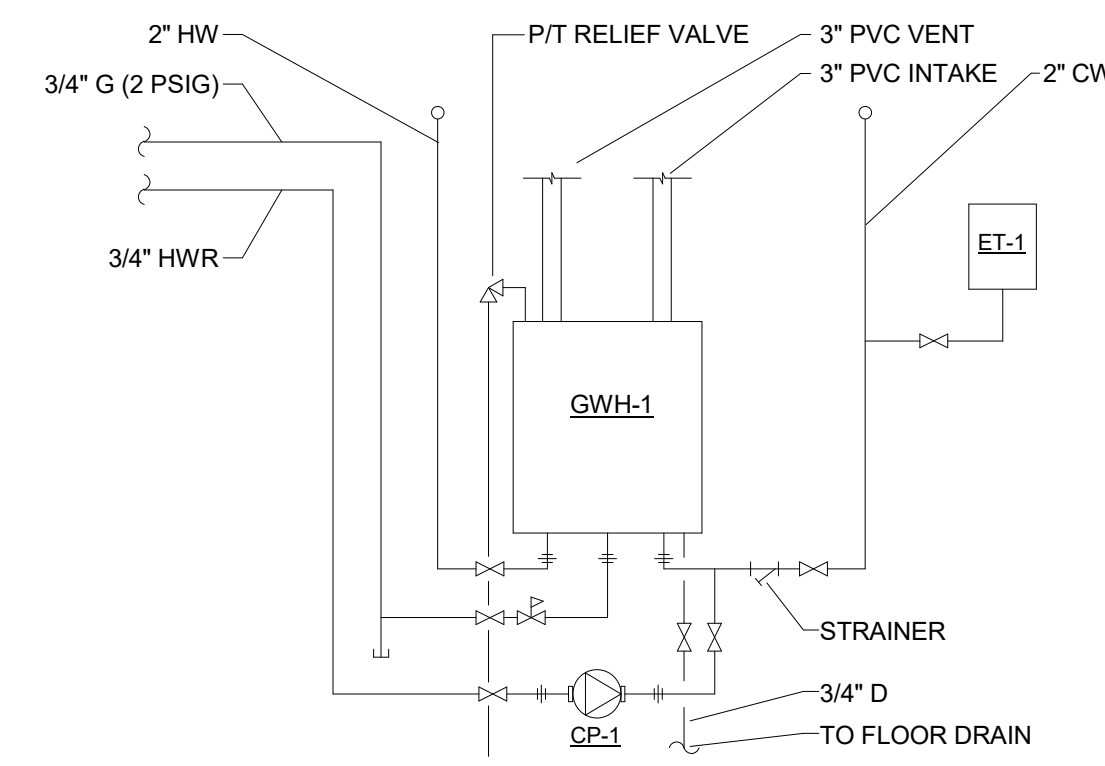 2" HW
P/T RELIEF VALVE
3" PVC VENT
3/4" G (2 PSIG)
3" PVC INTAKE
2" CW
3/4" HWR
ET-1
GWH-1
STRAINER
3/4" D
CP-1
TO FLOOR DRAIN